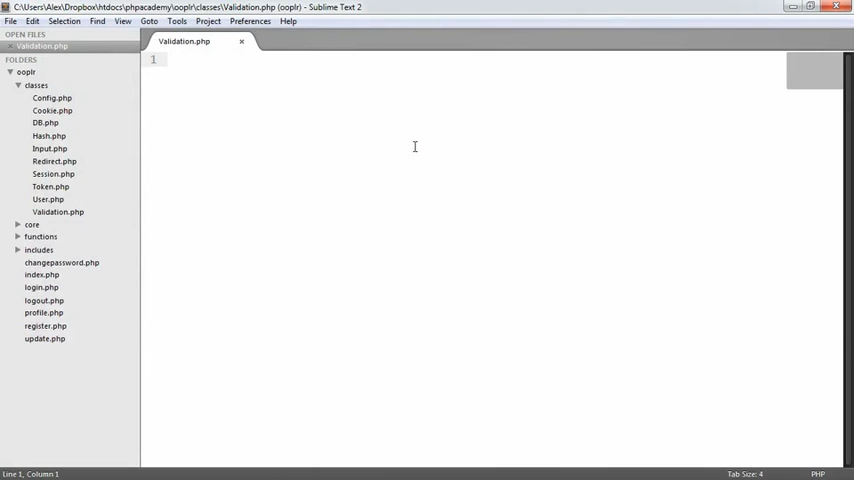 C:\Users\Alex\Dropbox\htdocs\phpacademy\ooplr\classes\Validation.php (ooplr) - Sublime Text 2
File Edit Selection Find View Goto Tools Project Preferences Help
OPEN FILES
Validation.php
Validation.php
FOLDERS
1
ooplr
classes
Config.php
Cookie.php
DB.php
Hash.php
Input.php
Redirect.php
Session.php
Token.php
User.php
Validation.php
core
functions
includes
changepassword.php
index.php
login.php
logout.php
profile.php
register.php
update.php
Line 1, Column 1
Tab Size: 4
PHP